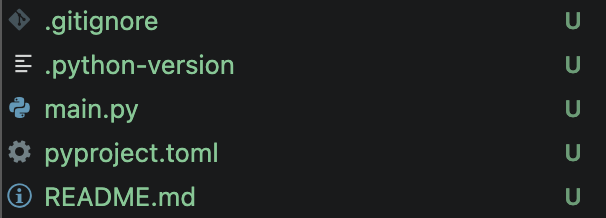 .gitignore U
.python-version U
main.py U
pyproject.toml U
README.md U